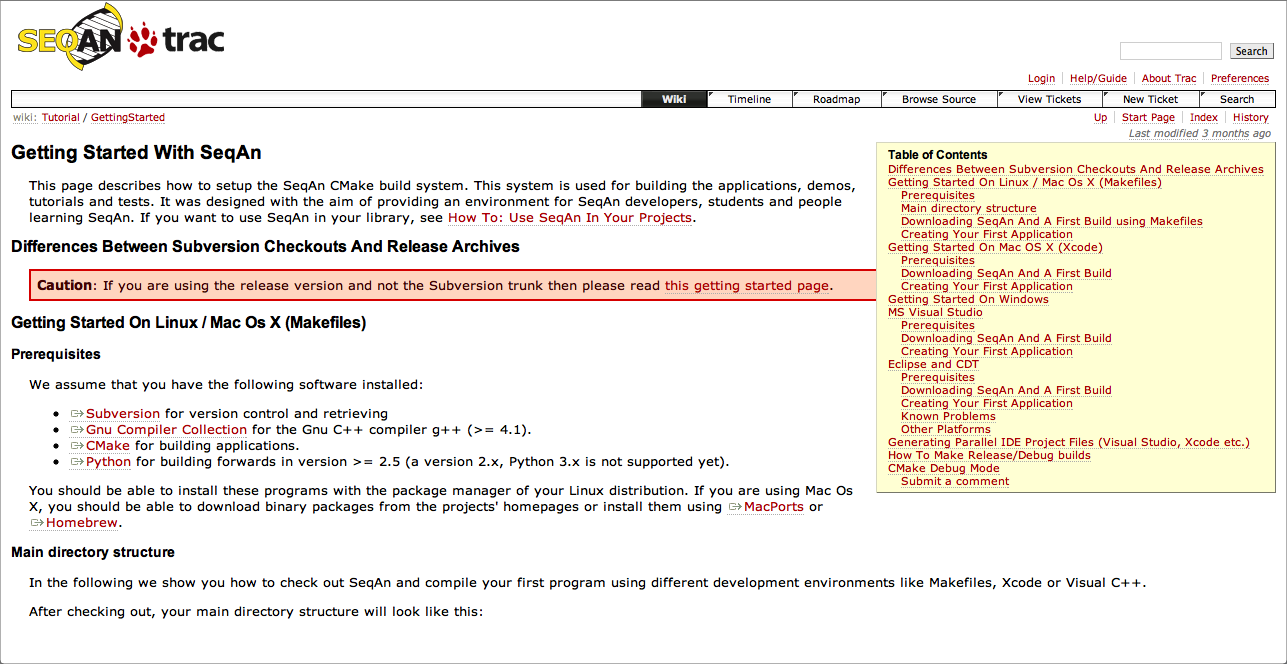 SEQAN trac
Search
Login Help/Guide About Trac Preferences
Wiki Timeline Roadmap Browse Source View Tickets New Ticket Search
wiki: Tutorial / GettingStarted
Up Start Page Index History
Last modified 3 months ago
Getting Started With SeqAn
This page describes how to setup the SeqAn CMake build system. This system is used for building the applications, demos,
tutorials and tests. It was designed with the aim of providing an environment for SeqAn developers, students and people
learning SeqAn. If you want to use SeqAn in your library, see How To: Use SeqAn In Your Projects.
Differences Between Subversion Checkouts And Release Archives
Caution: If you are using the release version and not the Subversion trunk then please read this getting started page.
Getting Started On Linux / Mac Os X (Makefiles)
Prerequisites
We assume that you have the following software installed:
• Subversion for version control and retrieving
• Gnu Compiler Collection for the Gnu C++ compiler g++ (>= 4.1).
• CMake for building applications.
• Python for building forwards in version >= 2.5 (a version 2.x, Python 3.x is not supported yet).
You should be able to install these programs with the package manager of your Linux distribution. If you are using Mac Os
X, you should be able to download binary packages from the projects' homepages or install them using MacPorts or
Homebrew.
Main directory structure
In the following we show you how to check out SeqAn and compile your first program using different development environments like Makefiles, Xcode or Visual C++.
After checking out, your main directory structure will look like this:
Table of Contents
Differences Between Subversion Checkouts And Release Archives
Getting Started On Linux / Mac Os X (Makefiles)
Prerequisites
Main directory structure
Downloading SeqAn And A First Build using Makefiles
Creating Your First Application
Getting Started On Mac OS X (Xcode)
Prerequisites
Downloading SeqAn And A First Build
Creating Your First Application
Getting Started On Windows
MS Visual Studio
Prerequisites
Downloading SeqAn And A First Build
Creating Your First Application
Eclipse and CDT
Prerequisites
Downloading SeqAn And A First Build
Creating Your First Application
Known Problems
Other Platforms
Generating Parallel IDE Project Files (Visual Studio, Xcode etc.)
How To Make Release/Debug builds
CMake Debug Mode
Submit a comment